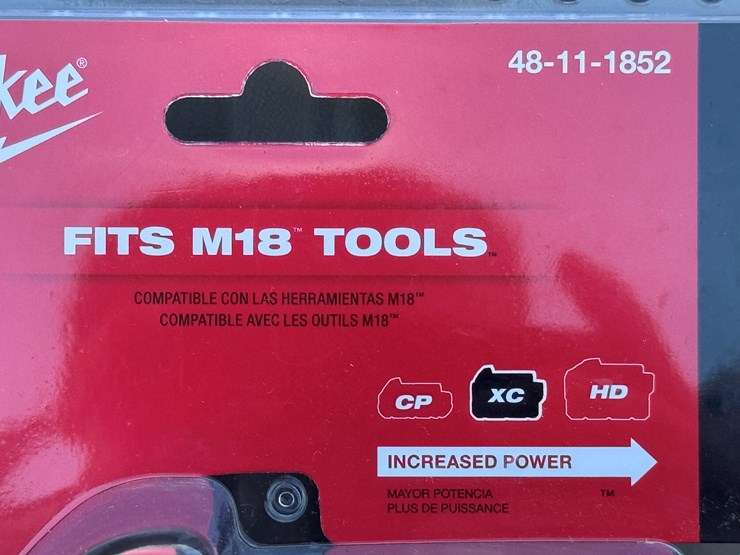 kee®
48-11-1852
FITS M18™ TOOLS™
COMPATIBLE CON LAS HERRAMIENTAS M18™
COMPATIBLE AVEC LES OUTILS M18™
CP XC HD
INCREASED POWER
MAYOR POTENCIA
PLUS DE PUISSANCE
TM